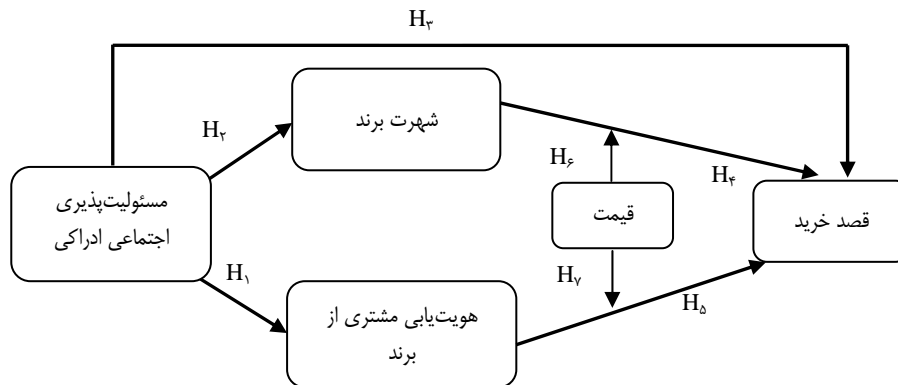 H۳
شهرت برند
H۲
H۶
H۴
مسئولیت‌پذیری
اجتماعی ادراکی
قیمت
قصد خرید
H۱
H۷
H۵
هویت‌یابی مشتری از
برند